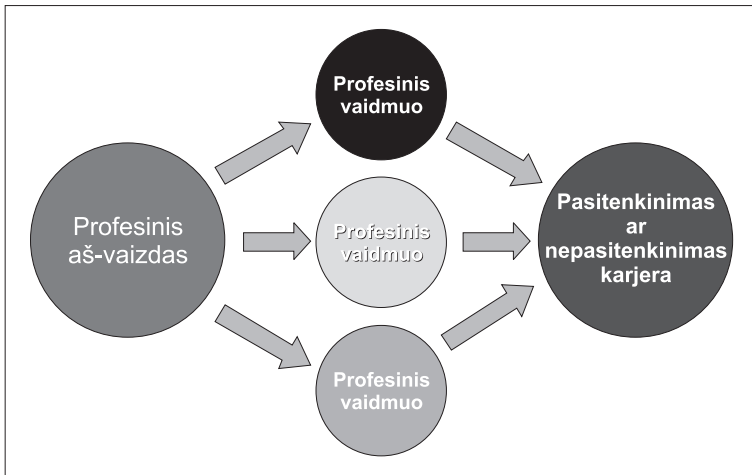 Profesinis
vaidmuo
Profesinis
aš-vaizdas
Profesinis
vaidmuo
Pasitenkinimas
ar
nepasitenkinimas
karjera
Profesinis
vaidmuo